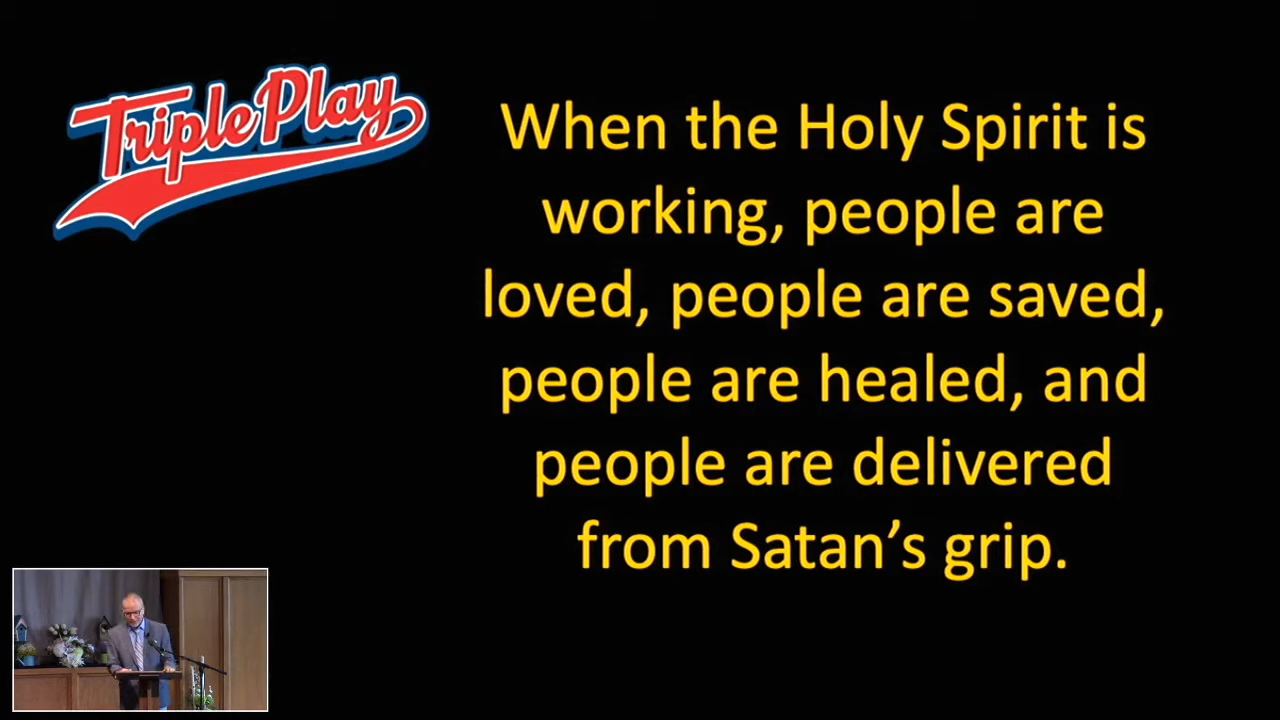 Triple Play
When the Holy Spirit is
working, people are
loved, people are saved,
people are healed, and
people are delivered
from Satan’s grip.